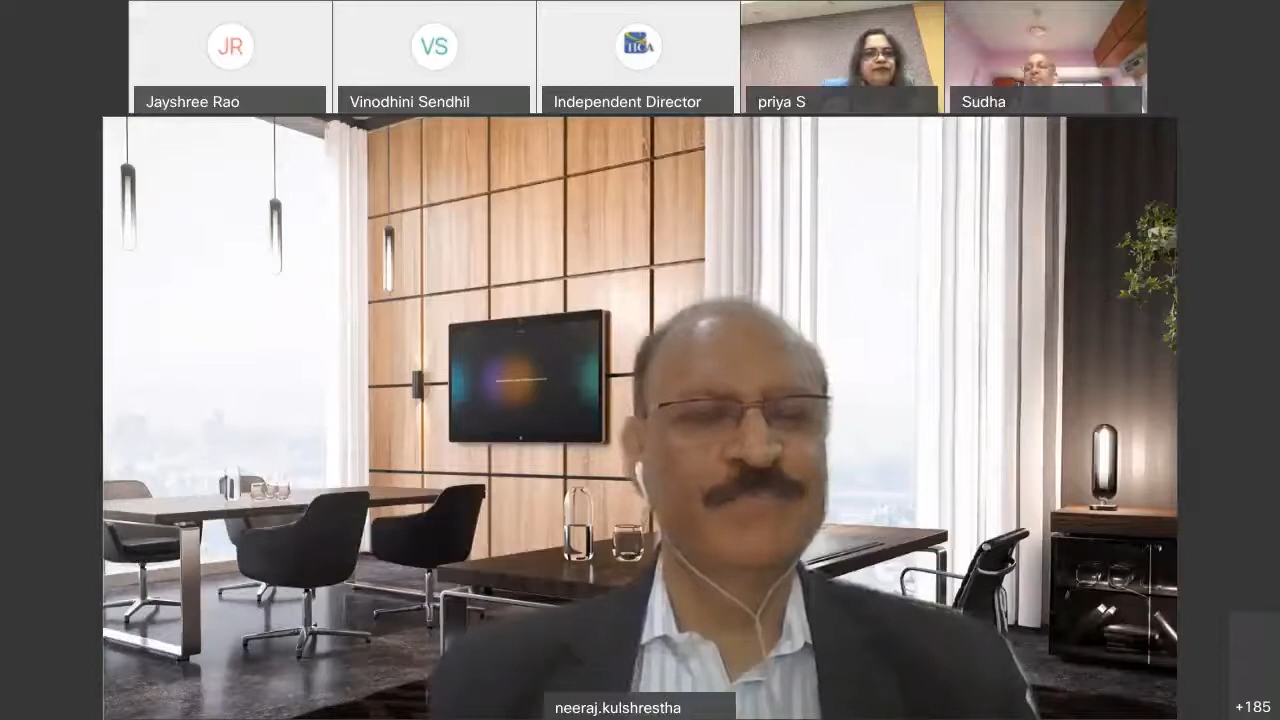 JR
VS
IICA
Jayshree Rao
Vinodhini Sendhil
Independent Director
priya S
Sudha
neeraj.kulshrestha
+185